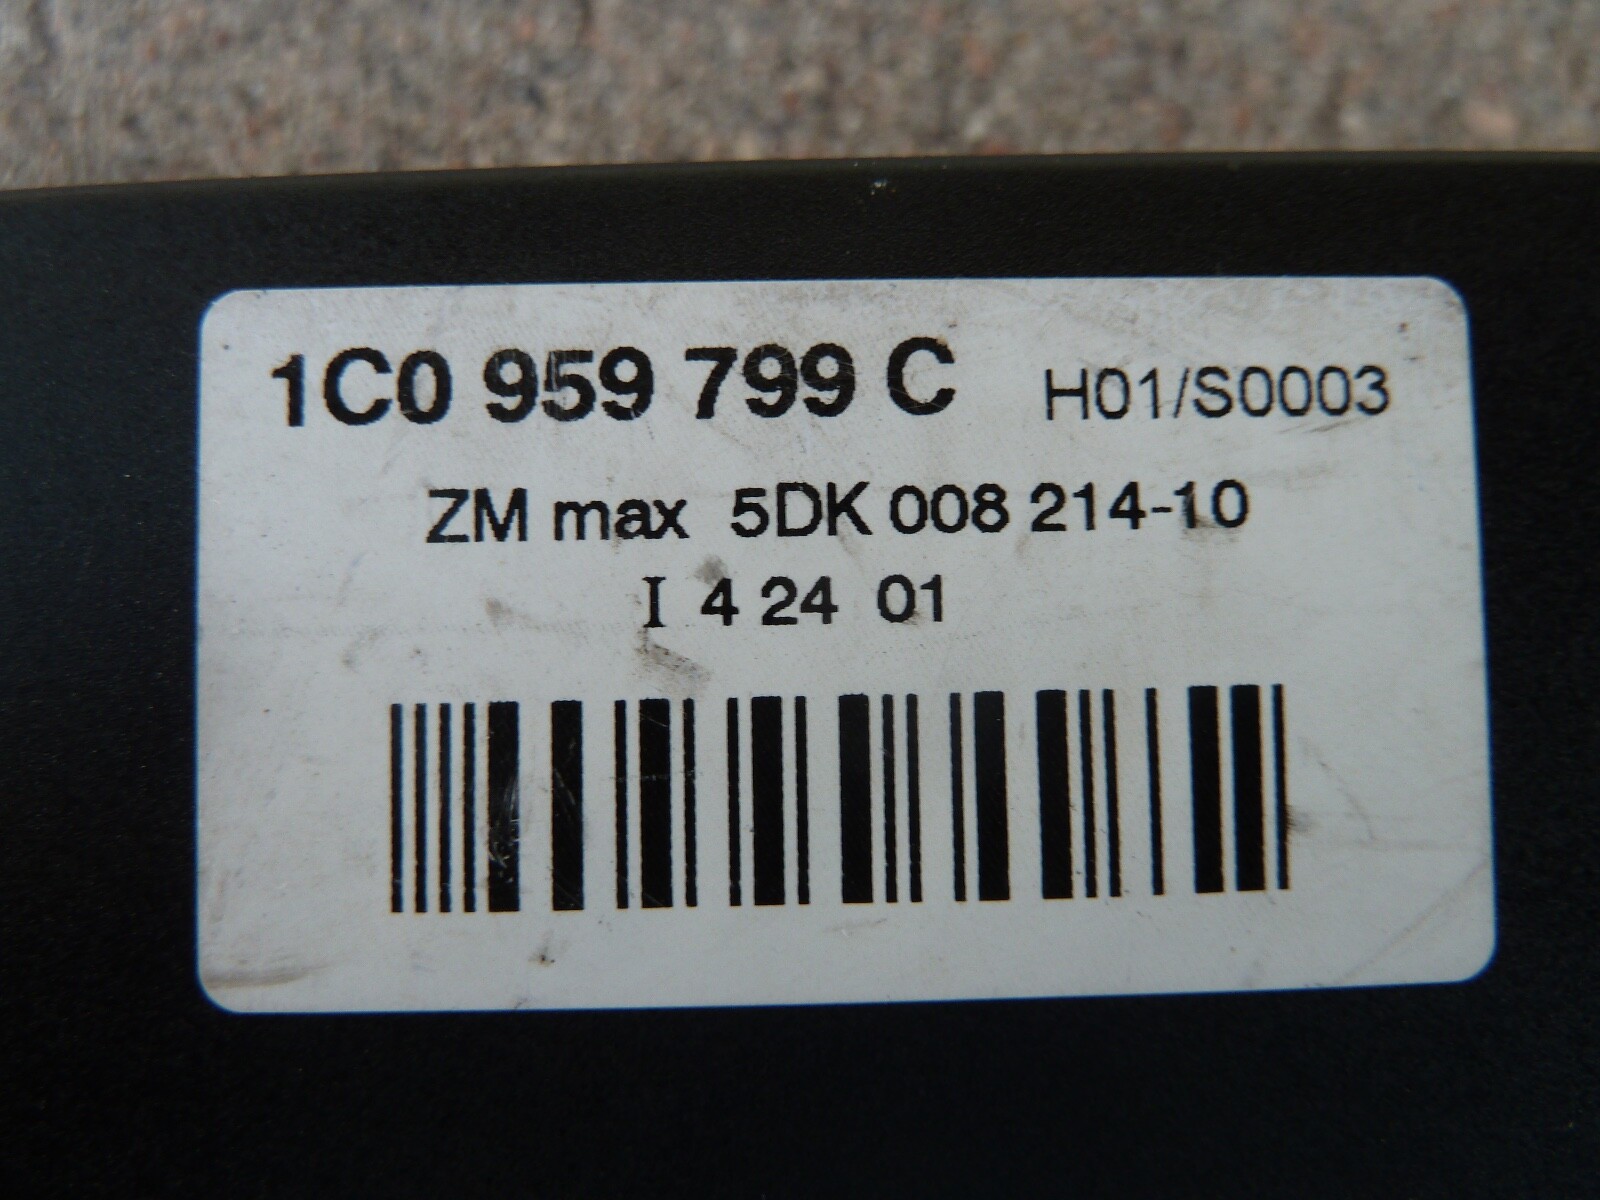 1C0 959 799 C H01/S0003
ZM max 5DK 008 214-10
I 4 24 01